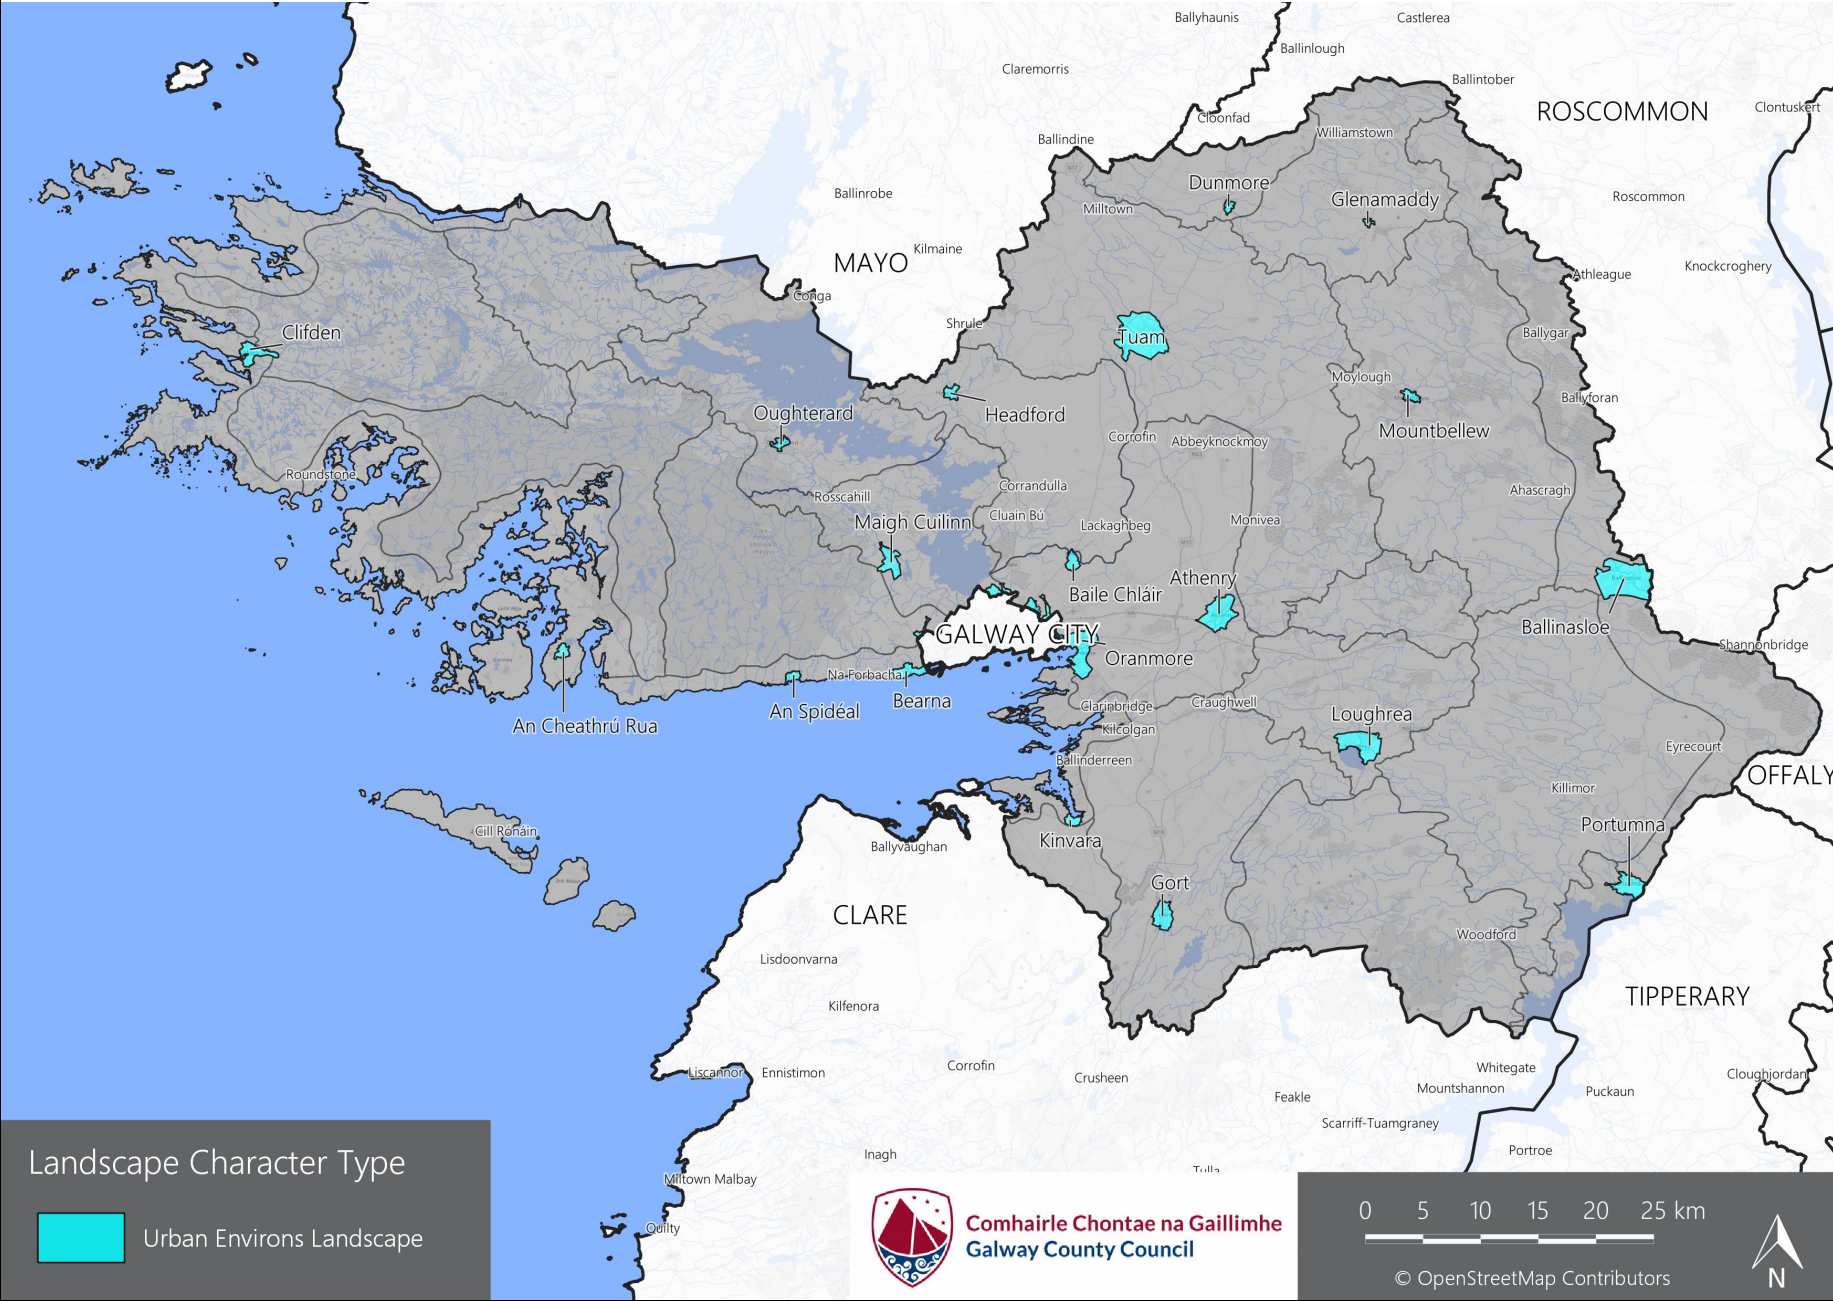 Ballyhaunis
Castlerea
Ballinlough
Claremorris
Ballintober
ROSCOMMON
Clontuskert
Cloonfad
Williamstown
Ballindine
Dunmore
Glenamaddy
Ballinrobe
Roscommon
Milltown
MAYO
Kilmaine
Knockcroghery
Athleague
Conga
Shrule
Clifden
Tuam
Ballygar
Moylough
Ballyforan
Oughterard
Headford
Mountbellew
Corrofin
Abbeyknockmoy
Roundstone
Corrandulla
Ahascragh
Rosscahill
Maigh Cuilinn
Cluain Bú
Lackaghbeg
Monivea
Athenry
Baile Chláir
GALWAY CITY
Ballinasloe
Shannonbridge
Oranmore
Na Forbacha
Bearna
An Spidéal
An Cheathrú Rua
Clarinbridge
Craughwell
Loughrea
Kilcolgan
Ballinderreen
Eyrecourt
OFFALY
Killimor
Cill Rónáin
Portumna
Kinvara
Ballyvaughan
Gort
CLARE
Woodford
Lisdoonvarna
TIPPERARY
Kilfenora
Liscannor
Ennistimon
Corrofin
Crusheen
Whitegate
Mountshannon
Puckaun
Cloughjordan
Feakle
Scarriff-Tuamgraney
Inagh
Portroe
Tulla
Miltown Malbay
Quilty
Landscape Character Type
Urban Environs Landscape
Comhairle Chontae na Gaillimhe
Galway County Council
0 5 10 15 20 25 km
© OpenStreetMap Contributors
N